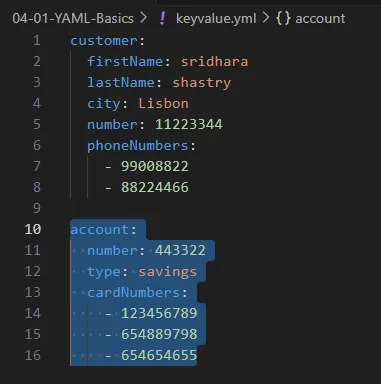 04-01-YAML-Basics > ! keyvalue.yml > {} account
1 customer:
2   firstName: sridhara
3   lastName: shastry
4   city: Lisbon
5   number: 11223344
6   phoneNumbers:
7     - 99008822
8     - 88224466
9
10 account:
11   number: 443322
12   type: savings
13   cardNumbers:
14     - 123456789
15     - 654889798
16     - 654654655